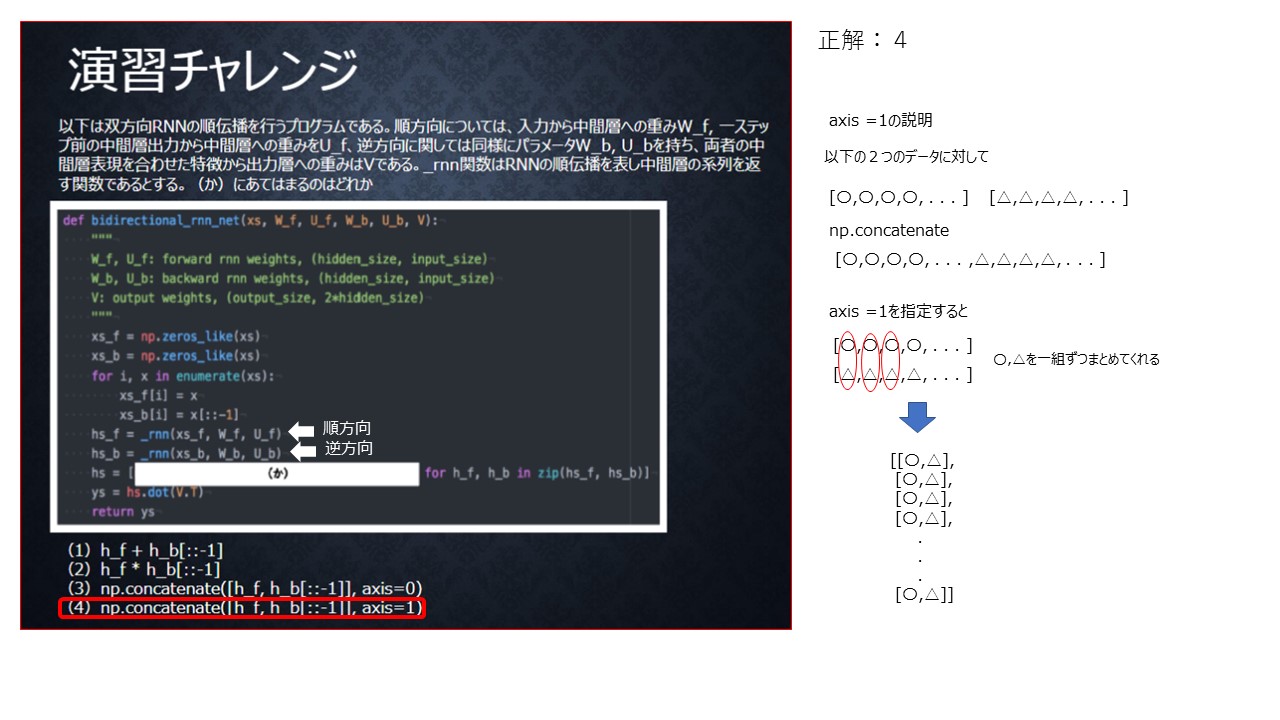 演習チャレンジ
以下は双方向RNNの順伝播を行うプログラムである。順方向については、入力から中間層への重みW_f, 一ステッ
プ前の中間層出力から中間層への重みをU_f、逆方向に関しては同様にパラメータW_b, U_bを持ち、両者の中
間層表現を合わせた特徴から出力層への重みはVである。_rnn関数はRNNの順伝播を表し中間層の系列を返
す関数であるとする。（か）にあてはまるのはどれか
def bidirectional_rnn_net(xs, W_f, U_f, W_b, U_b, V):
"""
W_f, U_f: forward rnn weights, (hidden_size, input_size)
W_b, U_b: backward rnn weights, (hidden_size, input_size)
V: output weights, (output_size, 2*hidden_size)
"""
xs_f = np.zeros_like(xs)
xs_b = np.zeros_like(xs)
for i, x in enumerate(xs):
xs_f[i] = x
xs_b[i] = x[::-1]
hs_f = _rnn(xs_f, W_f, U_f) 順方向
hs_b = _rnn(xs_b, W_b, U_b) 逆方向
hs = [ （か） for h_f, h_b in zip(hs_f, hs_b)]
ys = hs.dot(V.T)
return ys
（1）h_f + h_b[::-1]
（2）h_f * h_b[::-1]
（3）np.concatenate([h_f, h_b[::-1]], axis=0)
（4）np.concatenate([h_f, h_b[::-1]], axis=1)
正解：４
axis =1の説明
以下の２つのデータに対して
[〇,〇,〇,〇, . . . ] [△,△,△,△, . . . ]
np.concatenate
[〇,〇,〇,〇, . . . ,△,△,△,△, . . . ]
axis =1を指定すると
[〇,〇,〇,〇, . . . ]
[△,△,△,△, . . . ]
〇,△を一組ずつまとめてくれる
[[〇,△],
[〇,△],
[〇,△],
[〇,△],
.
.
.
[〇,△]]